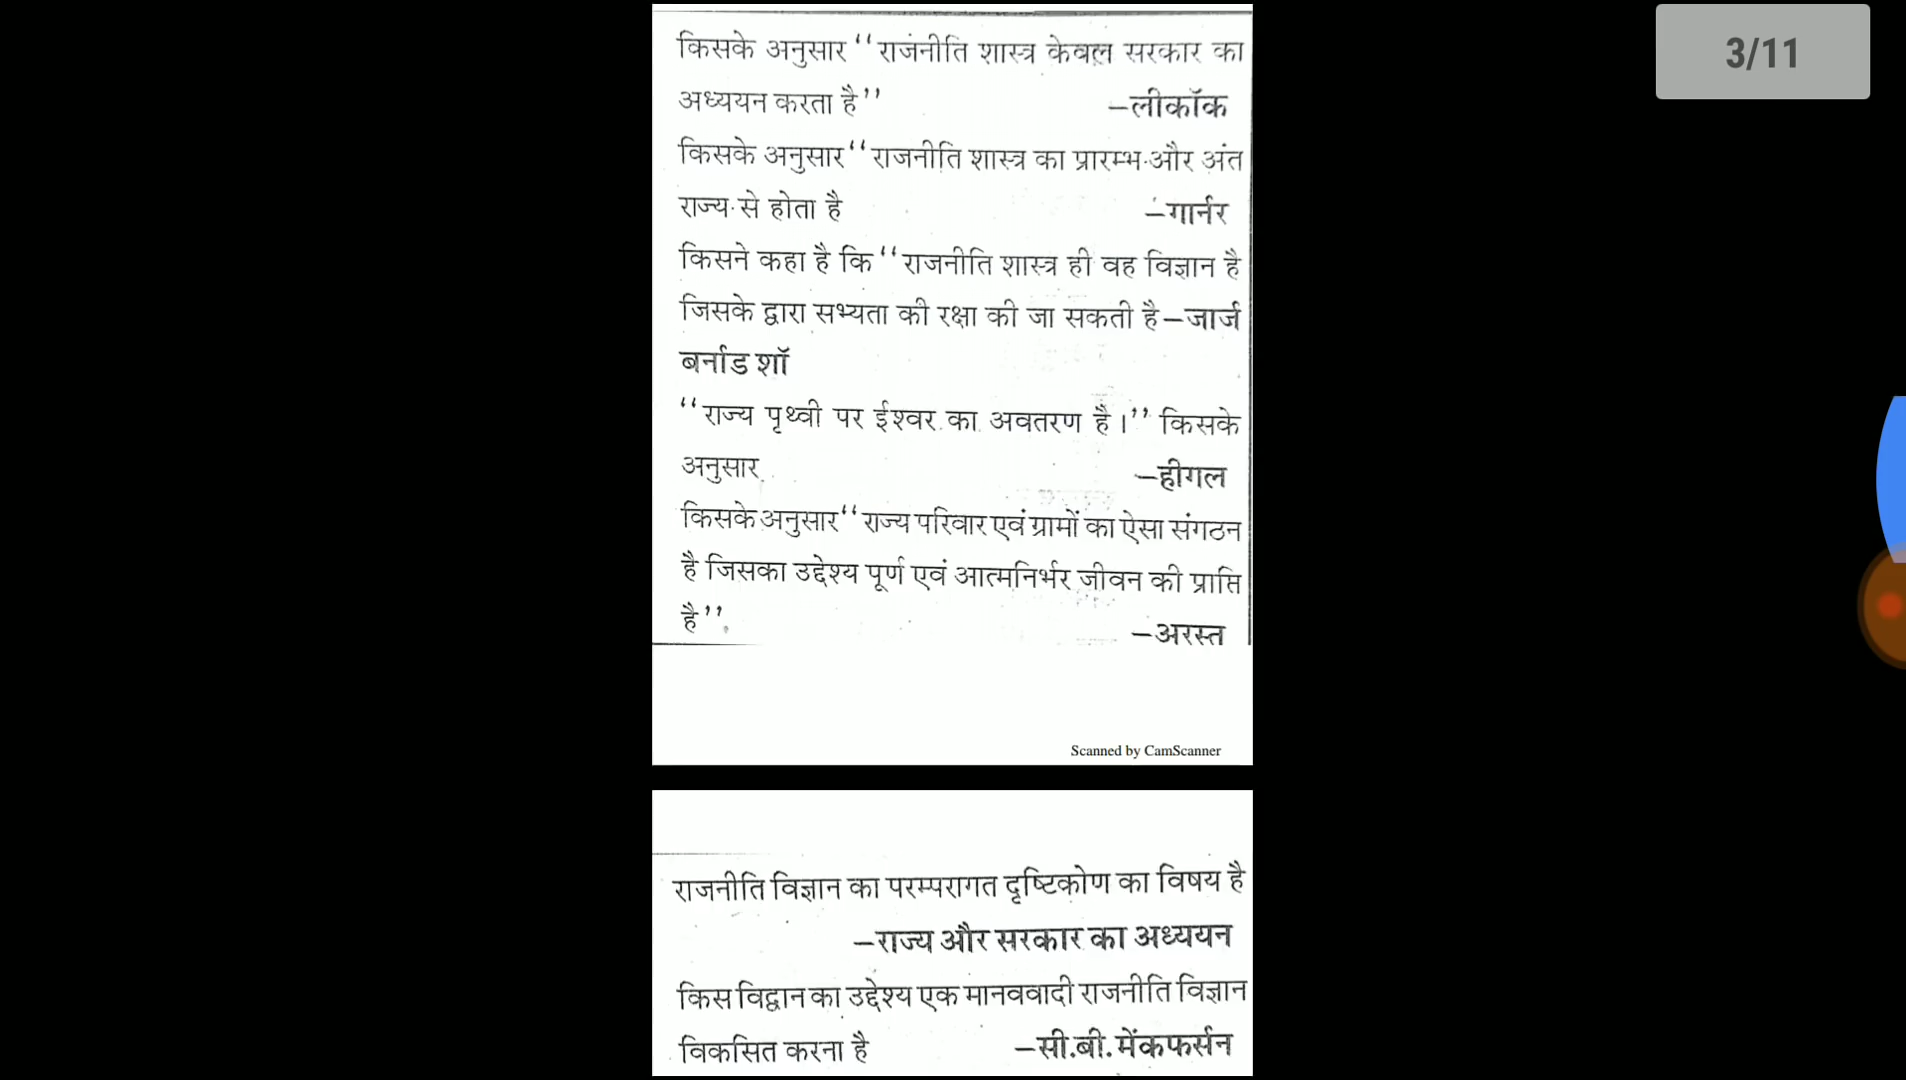 3/11
किसके अनुसार ‘‘राजनीति शास्त्र केवल सरकार का
अध्ययन करता है’’ –लीकॉक
किसके अनुसार ‘‘राजनीति शास्त्र का प्रारम्भ और अंत
राज्य से होता है –गार्नर
किसने कहा है कि ‘‘राजनीति शास्त्र ही वह विज्ञान है
जिसके द्वारा सभ्यता की रक्षा की जा सकती है–जार्ज
बर्नाड शॉ
‘‘राज्य पृथ्वी पर ईश्वर का अवतरण है।’’ किसके
अनुसार –हीगल
किसके अनुसार ‘‘राज्य परिवार एवं ग्रामों का ऐसा संगठन
है जिसका उद्देश्य पूर्ण एवं आत्मनिर्भर जीवन की प्राप्ति
है’’ –अरस्त
Scanned by CamScanner
राजनीति विज्ञान का परम्परागत दृष्टिकोण का विषय है
–राज्य और सरकार का अध्ययन
किस विद्वान का उद्देश्य एक मानववादी राजनीति विज्ञान
विकसित करना है –सी.बी. मेंकफर्सन